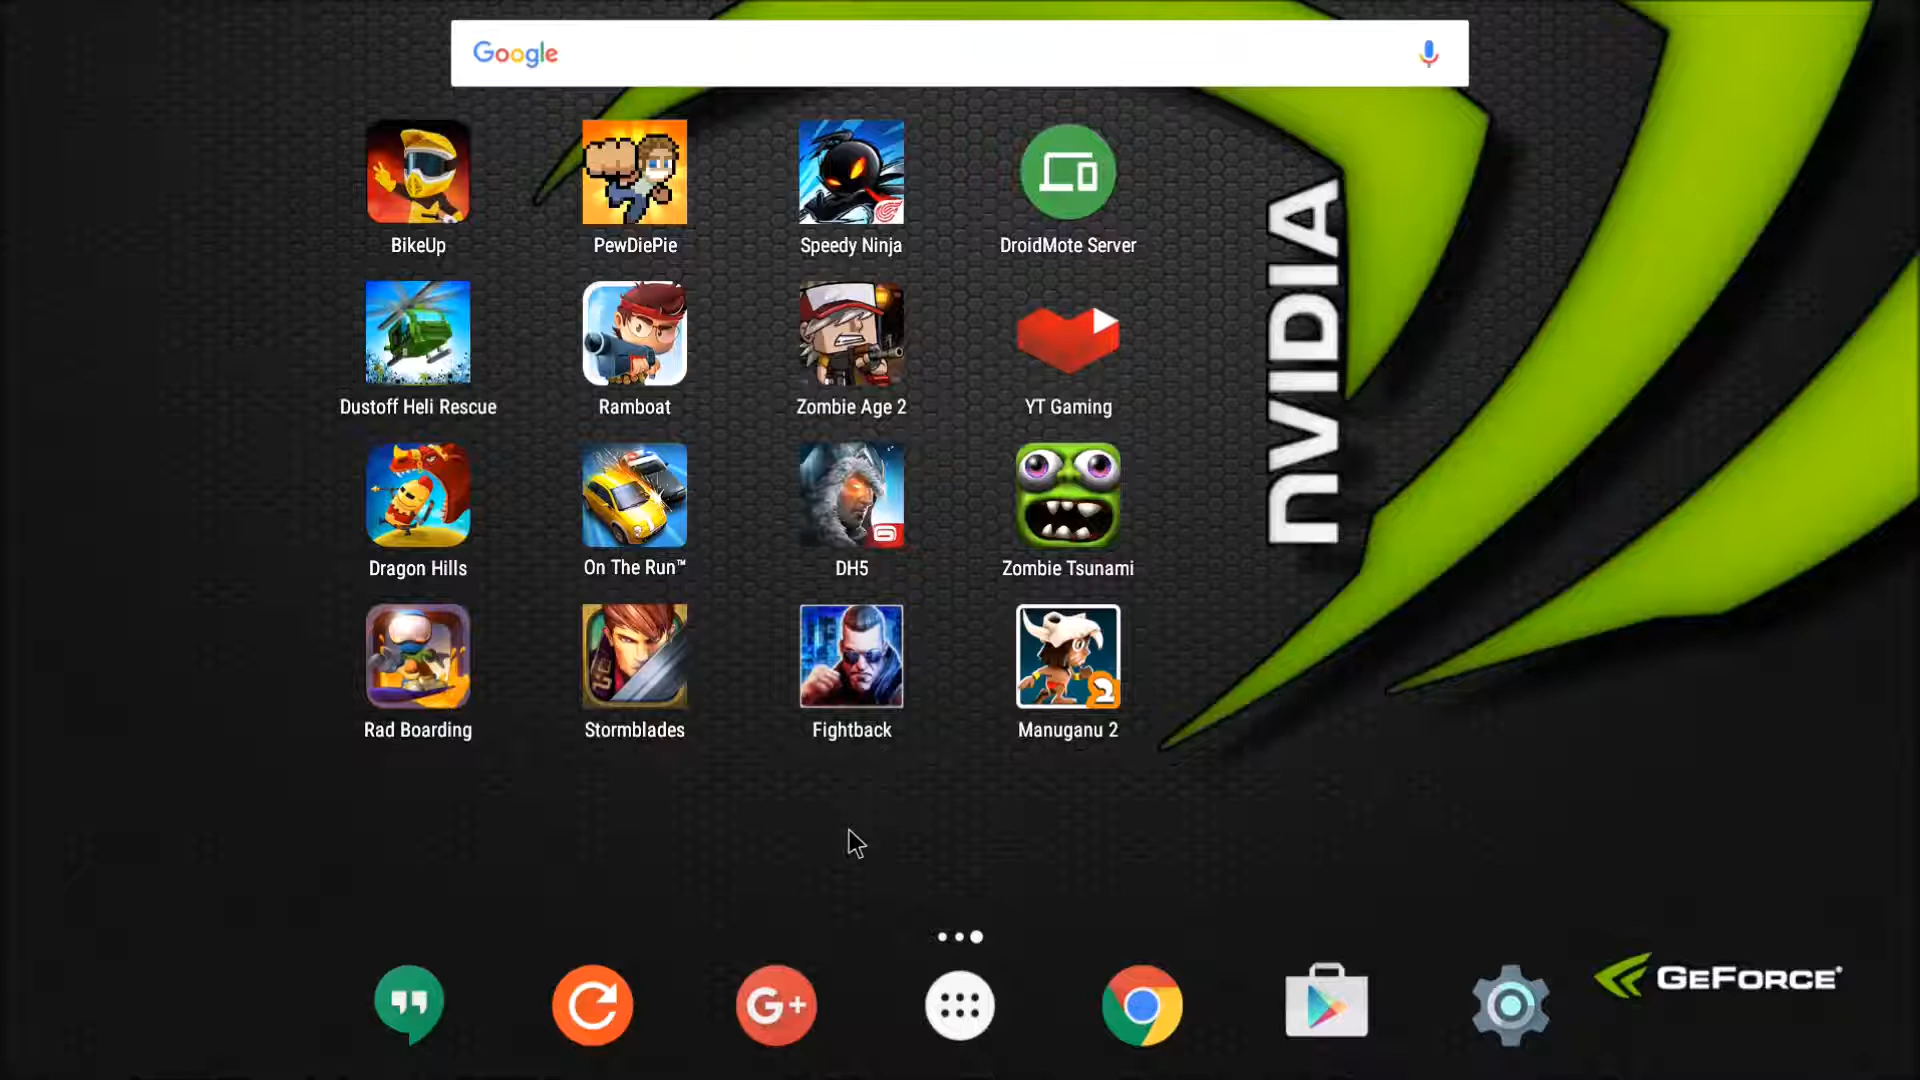 Google
BikeUp
PewDiePie
Speedy Ninja
DroidMote Server
NVIDIA
Dustoff Heli Rescue
Ramboat
Zombie Age 2
YT Gaming
Dragon Hills
On The Run™
DH5
Zombie Tsunami
2
Rad Boarding
Stormblades
Fightback
Manuganu 2
G+
GEFORCE®